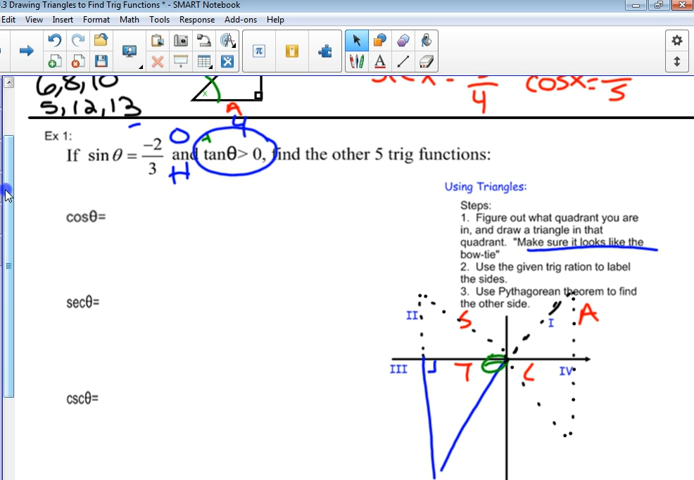 .3 Drawing Triangles to Find Trig Functions * - SMART Notebook
dit View Insert Format Math Tools Response Add-ons Help
6,8,10
5,12,13
A
4
4
cosx=
5
Ex 1:
O A
If sinθ = -2/3 and tanθ> 0, find the other 5 trig functions:
H
Using Triangles:
Steps:
1. Figure out what quadrant you are
in, and draw a triangle in that
quadrant. "Make sure it looks like the
bow-tie"
2. Use the given trig ration to label
the sides.
3. Use Pythagorean theorem to find
the other side.
cosθ=
secθ=
cscθ=
II S I A
III T C IV